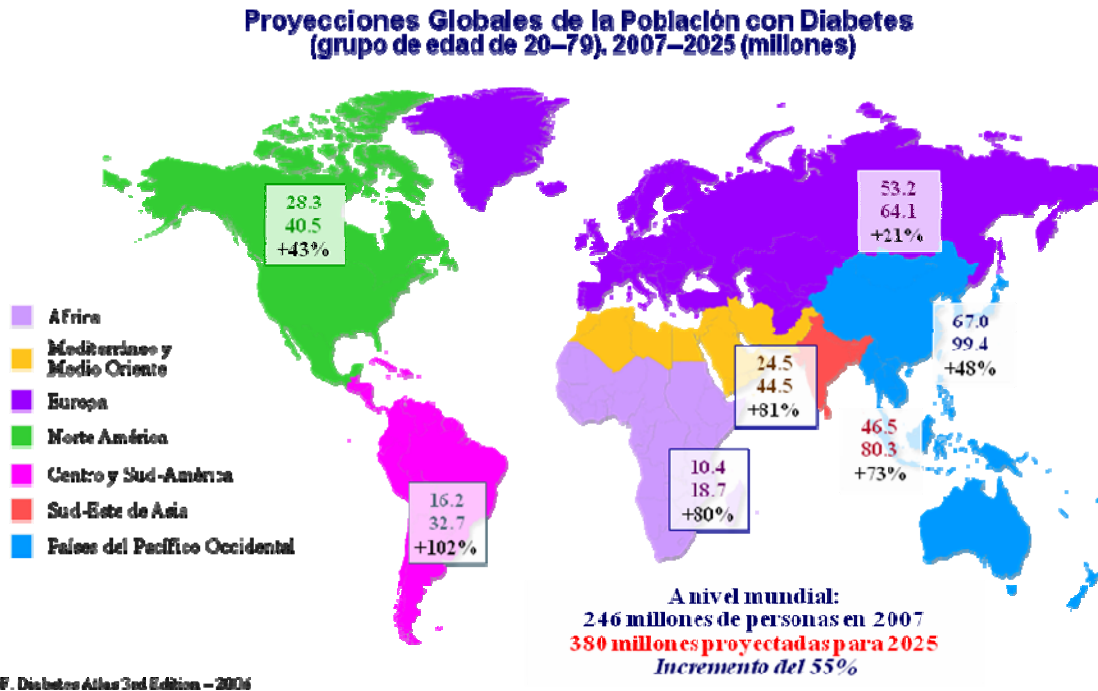 Proyecciones Globales de la Población con Diabetes
(grupo de edad de 20–79), 2007–2025 (millones)
28.3
40.5
+43%
53.2
64.1
+21%
67.0
99.4
+48%
24.5
44.5
+81%
46.5
80.3
+73%
10.4
18.7
+80%
16.2
32.7
+102%
Africa
Mediterráneo y
Medio Oriente
Europa
Norte América
Centro y Sud-América
Sud-Este de Asia
Países del Pacífico Occidental
A nivel mundial:
246 millones de personas en 2007
380 millones proyectadas para 2025
Incremento del 55%
F. Diabetes Atlas 3rd Edition – 2006